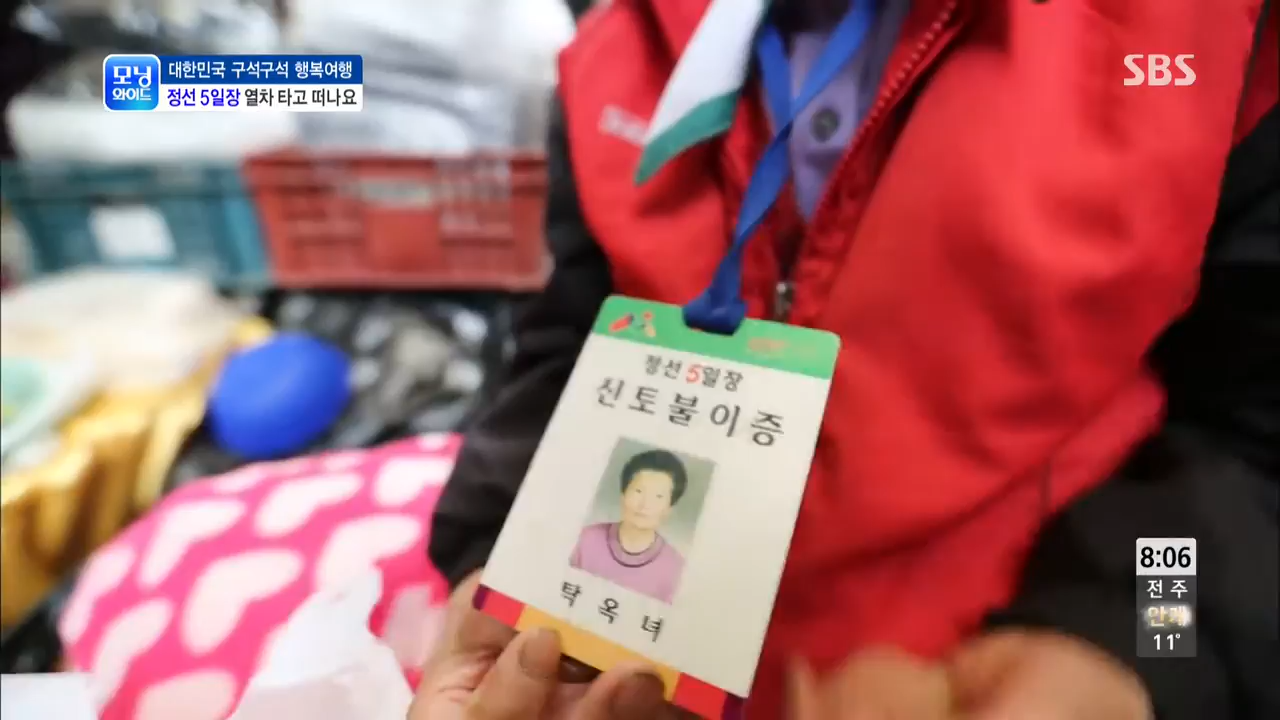 모닝
와이드
대한민국 구석구석 행복여행
정선 5일장 열차 타고 떠나요
SBS
정선 5일장
신토불이증
탁옥녀
8:06
전주
안개
11°